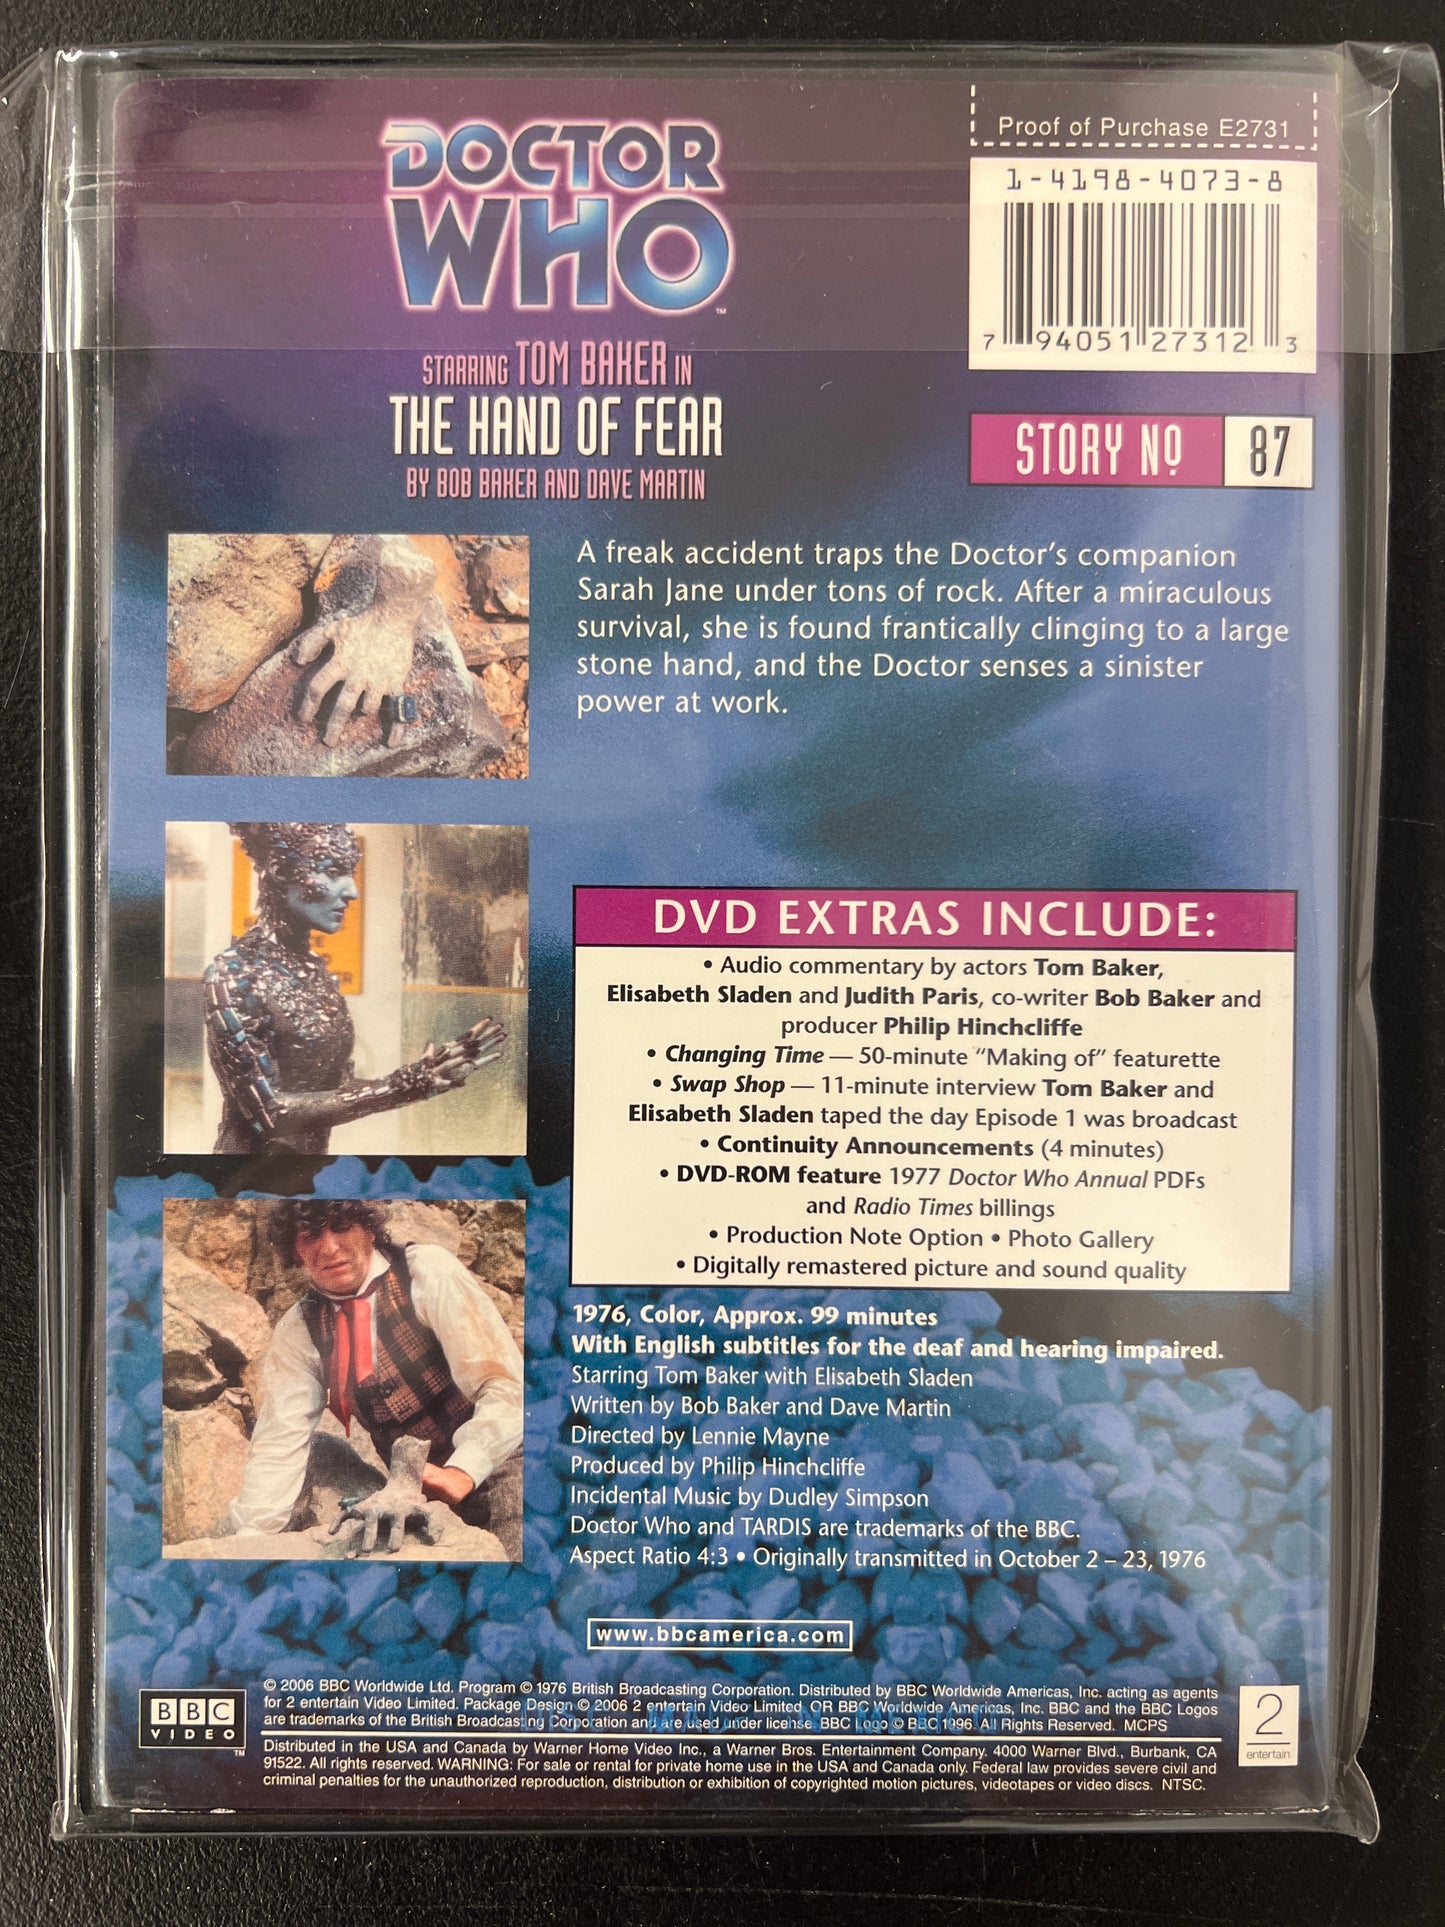 DOCTOR
WHO
™
STARRING TOM BAKER IN
THE HAND OF FEAR
BY BOB BAKER AND DAVE MARTIN
Proof of Purchase E2731
1-4198-4073-8
7 94051 27312 3
STORY Nº 87
A freak accident traps the Doctor's companion
Sarah Jane under tons of rock. After a miraculous
survival, she is found frantically clinging to a large
stone hand, and the Doctor senses a sinister
power at work.
DVD EXTRAS INCLUDE:
• Audio commentary by actors Tom Baker,
Elisabeth Sladen and Judith Paris, co-writer Bob Baker and
producer Philip Hinchcliffe
• Changing Time — 50-minute "Making of" featurette
• Swap Shop — 11-minute interview Tom Baker and
Elisabeth Sladen taped the day Episode 1 was broadcast
• Continuity Announcements (4 minutes)
• DVD-ROM feature 1977 Doctor Who Annual PDFs
and Radio Times billings
• Production Note Option • Photo Gallery
• Digitally remastered picture and sound quality
1976, Color, Approx. 99 minutes
With English subtitles for the deaf and hearing impaired.
Starring Tom Baker with Elisabeth Sladen
Written by Bob Baker and Dave Martin
Directed by Lennie Mayne
Produced by Philip Hinchcliffe
Incidental Music by Dudley Simpson
Doctor Who and TARDIS are trademarks of the BBC.
Aspect Ratio 4:3 • Originally transmitted in October 2 – 23, 1976
www.bbcamerica.com
BBC
VIDEO
™
© 2006 BBC Worldwide Ltd. Program © 1976 British Broadcasting Corporation. Distributed by BBC Worldwide Americas, Inc. acting as agents
for 2 entertain Video Limited. Package Design © 2006 2 entertain Video Limited OR BBC Worldwide Americas, Inc. BBC and the BBC Logos
are trademarks of the British Broadcasting Corporation and are used under license. BBC Logo © BBC 1996. All Rights Reserved. MCPS
Distributed in the USA and Canada by Warner Home Video Inc., a Warner Bros. Entertainment Company. 4000 Warner Blvd., Burbank, CA
91522. All rights reserved. WARNING: For sale or rental for private home use in the USA and Canada only. Federal law provides severe civil and
criminal penalties for the unauthorized reproduction, distribution or exhibition of copyrighted motion pictures, videotapes or video discs. NTSC.
2
entertain